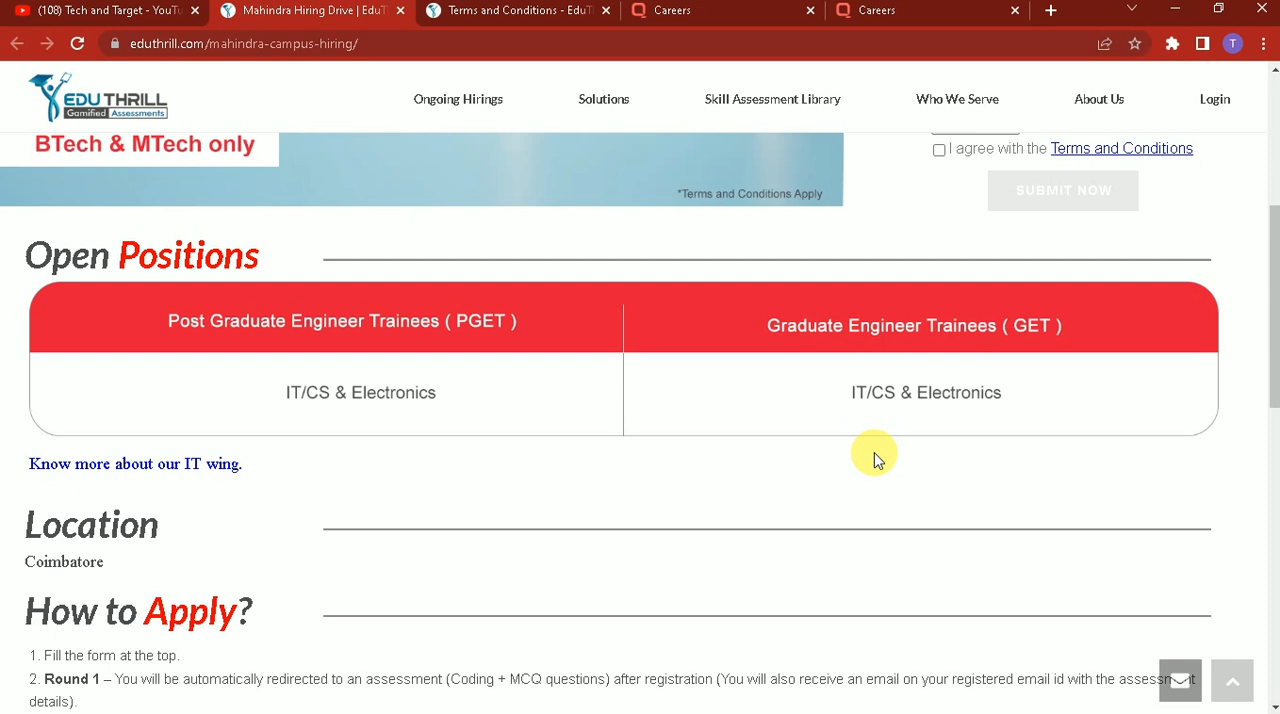 (108) Tech and Target - YouTu
Mahindra Hiring Drive | EduT
Terms and Conditions - EduT
Careers
Careers
eduthrill.com/mahindra-campus-hiring/
T
EDU THRILL
Gamified Assessments
Ongoing Hirings
Solutions
Skill Assessment Library
Who We Serve
About Us
Login
BTech & MTech only
*Terms and Conditions Apply
I agree with the Terms and Conditions
SUBMIT NOW
Open Positions
Post Graduate Engineer Trainees ( PGET )
Graduate Engineer Trainees ( GET )
IT/CS & Electronics
IT/CS & Electronics
Know more about our IT wing.
Location
Coimbatore
How to Apply?
1. Fill the form at the top.
2. Round 1 – You will be automatically redirected to an assessment (Coding + MCQ questions) after registration (You will also receive an email on your registered email id with the assessment
details).